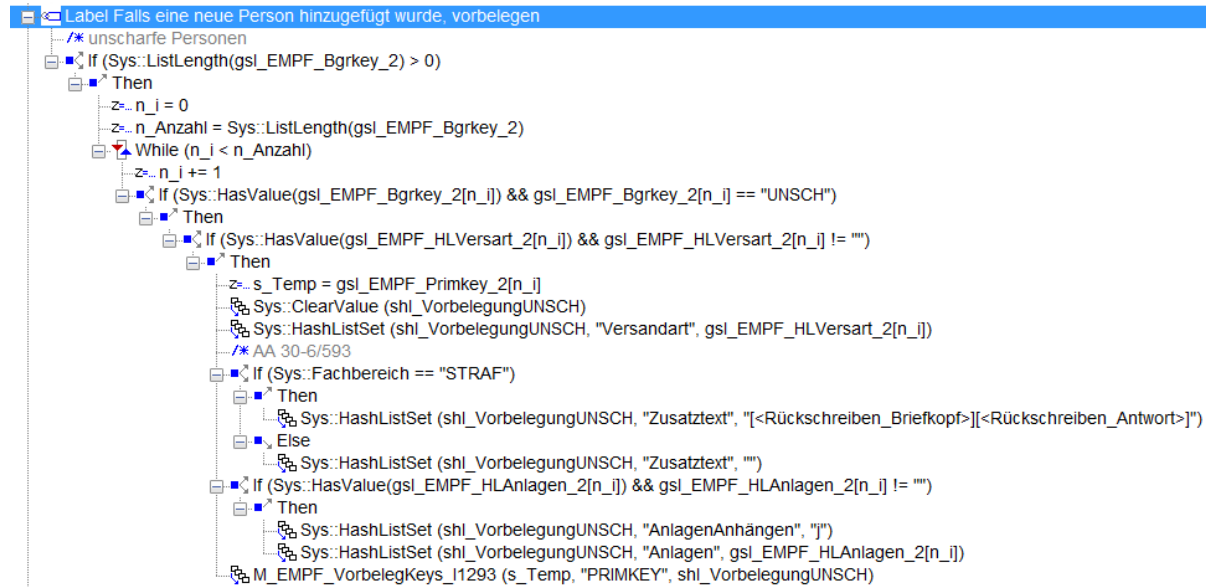 Label Falls eine neue Person hinzugefügt wurde, vorbelegen
/* unscharfe Personen
If (Sys::ListLength(gsl_EMPF_Bgrkey_2) > 0)
Then
z=... n_i = 0
z=... n_Anzahl = Sys::ListLength(gsl_EMPF_Bgrkey_2)
While (n_i < n_Anzahl)
z=... n_i += 1
If (Sys::HasValue(gsl_EMPF_Bgrkey_2[n_i]) && gsl_EMPF_Bgrkey_2[n_i] == "UNSCH")
Then
If (Sys::HasValue(gsl_EMPF_HLVersart_2[n_i]) && gsl_EMPF_HLVersart_2[n_i] != "")
Then
z=... s_Temp = gsl_EMPF_Primkey_2[n_i]
Sys::ClearValue (shl_VorbelegungUNSCH)
Sys::HashListSet (shl_VorbelegungUNSCH, "Versandart", gsl_EMPF_HLVersart_2[n_i])
/* AA 30-6/593
If (Sys::Fachbereich == "STRAF")
Then
Sys::HashListSet (shl_VorbelegungUNSCH, "Zusatztext", "[<Rückschreiben_Briefkopf>][<Rückschreiben_Antwort>]")
Else
Sys::HashListSet (shl_VorbelegungUNSCH, "Zusatztext", "")
If (Sys::HasValue(gsl_EMPF_HLAnlagen_2[n_i]) && gsl_EMPF_HLAnlagen_2[n_i] != "")
Then
Sys::HashListSet (shl_VorbelegungUNSCH, "AnlagenAnhängen", "j")
Sys::HashListSet (shl_VorbelegungUNSCH, "Anlagen", gsl_EMPF_HLAnlagen_2[n_i])
M_EMPF_VorbelegKeys_I1293 (s_Temp, "PRIMKEY", shl_VorbelegungUNSCH)